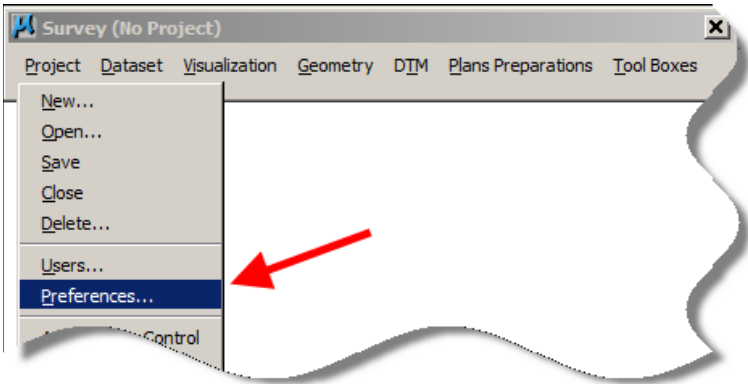 Survey (No Project)
Project Dataset Visualization Geometry DTM Plans Preparations Tool Boxes
New...
Open...
Save
Close
Delete...
Users...
Preferences...
Control